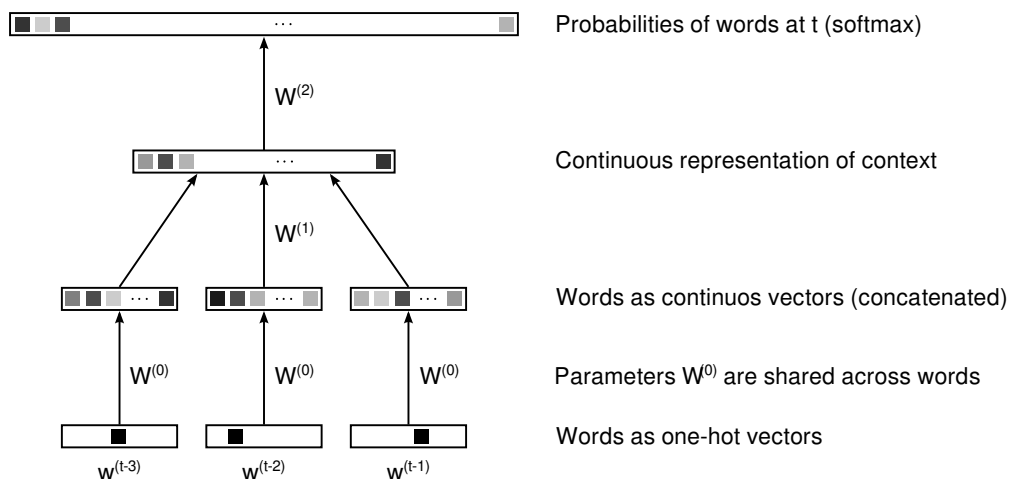 ··· Probabilities of words at t (softmax)
W(2)
··· Continuous representation of context
W(1)
··· ··· ··· Words as continuos vectors (concatenated)
W(0) W(0) W(0) Parameters W(0) are shared across words
Words as one-hot vectors
w(t-3) w(t-2) w(t-1)